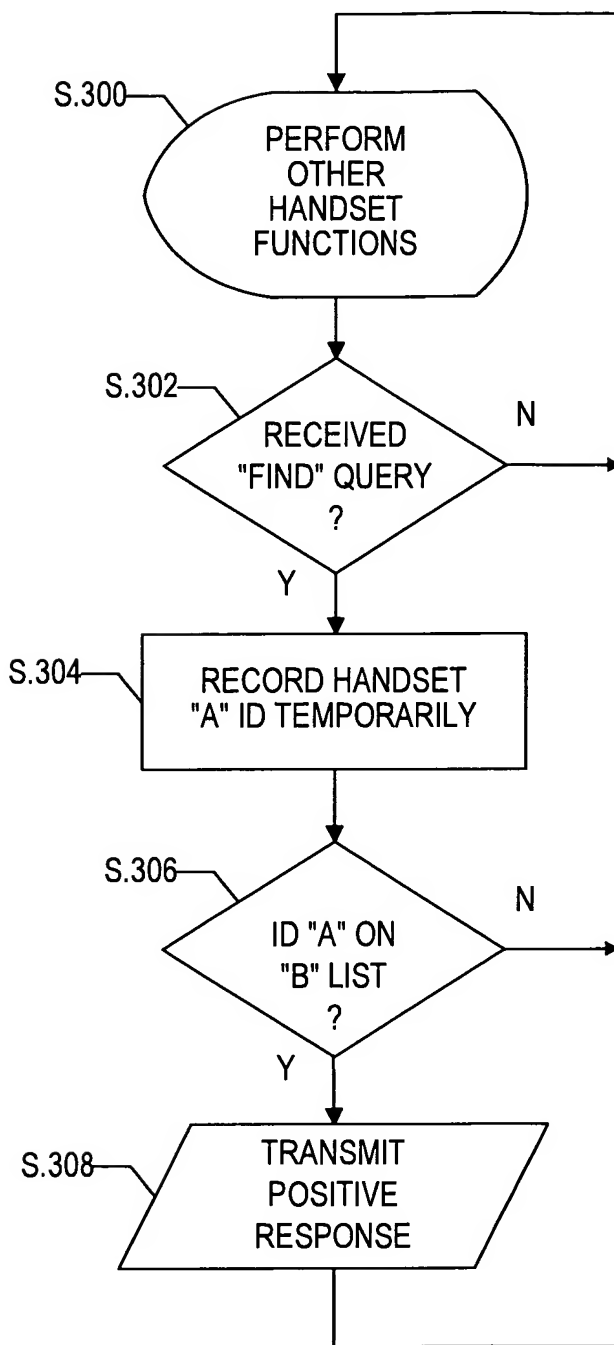 S.300
PERFORM
OTHER
HANDSET
FUNCTIONS
S.302
RECEIVED
"FIND" QUERY
?
N
Y
S.304
RECORD HANDSET
"A" ID TEMPORARILY
S.306
ID "A" ON
"B" LIST
?
N
Y
S.308
TRANSMIT
POSITIVE
RESPONSE